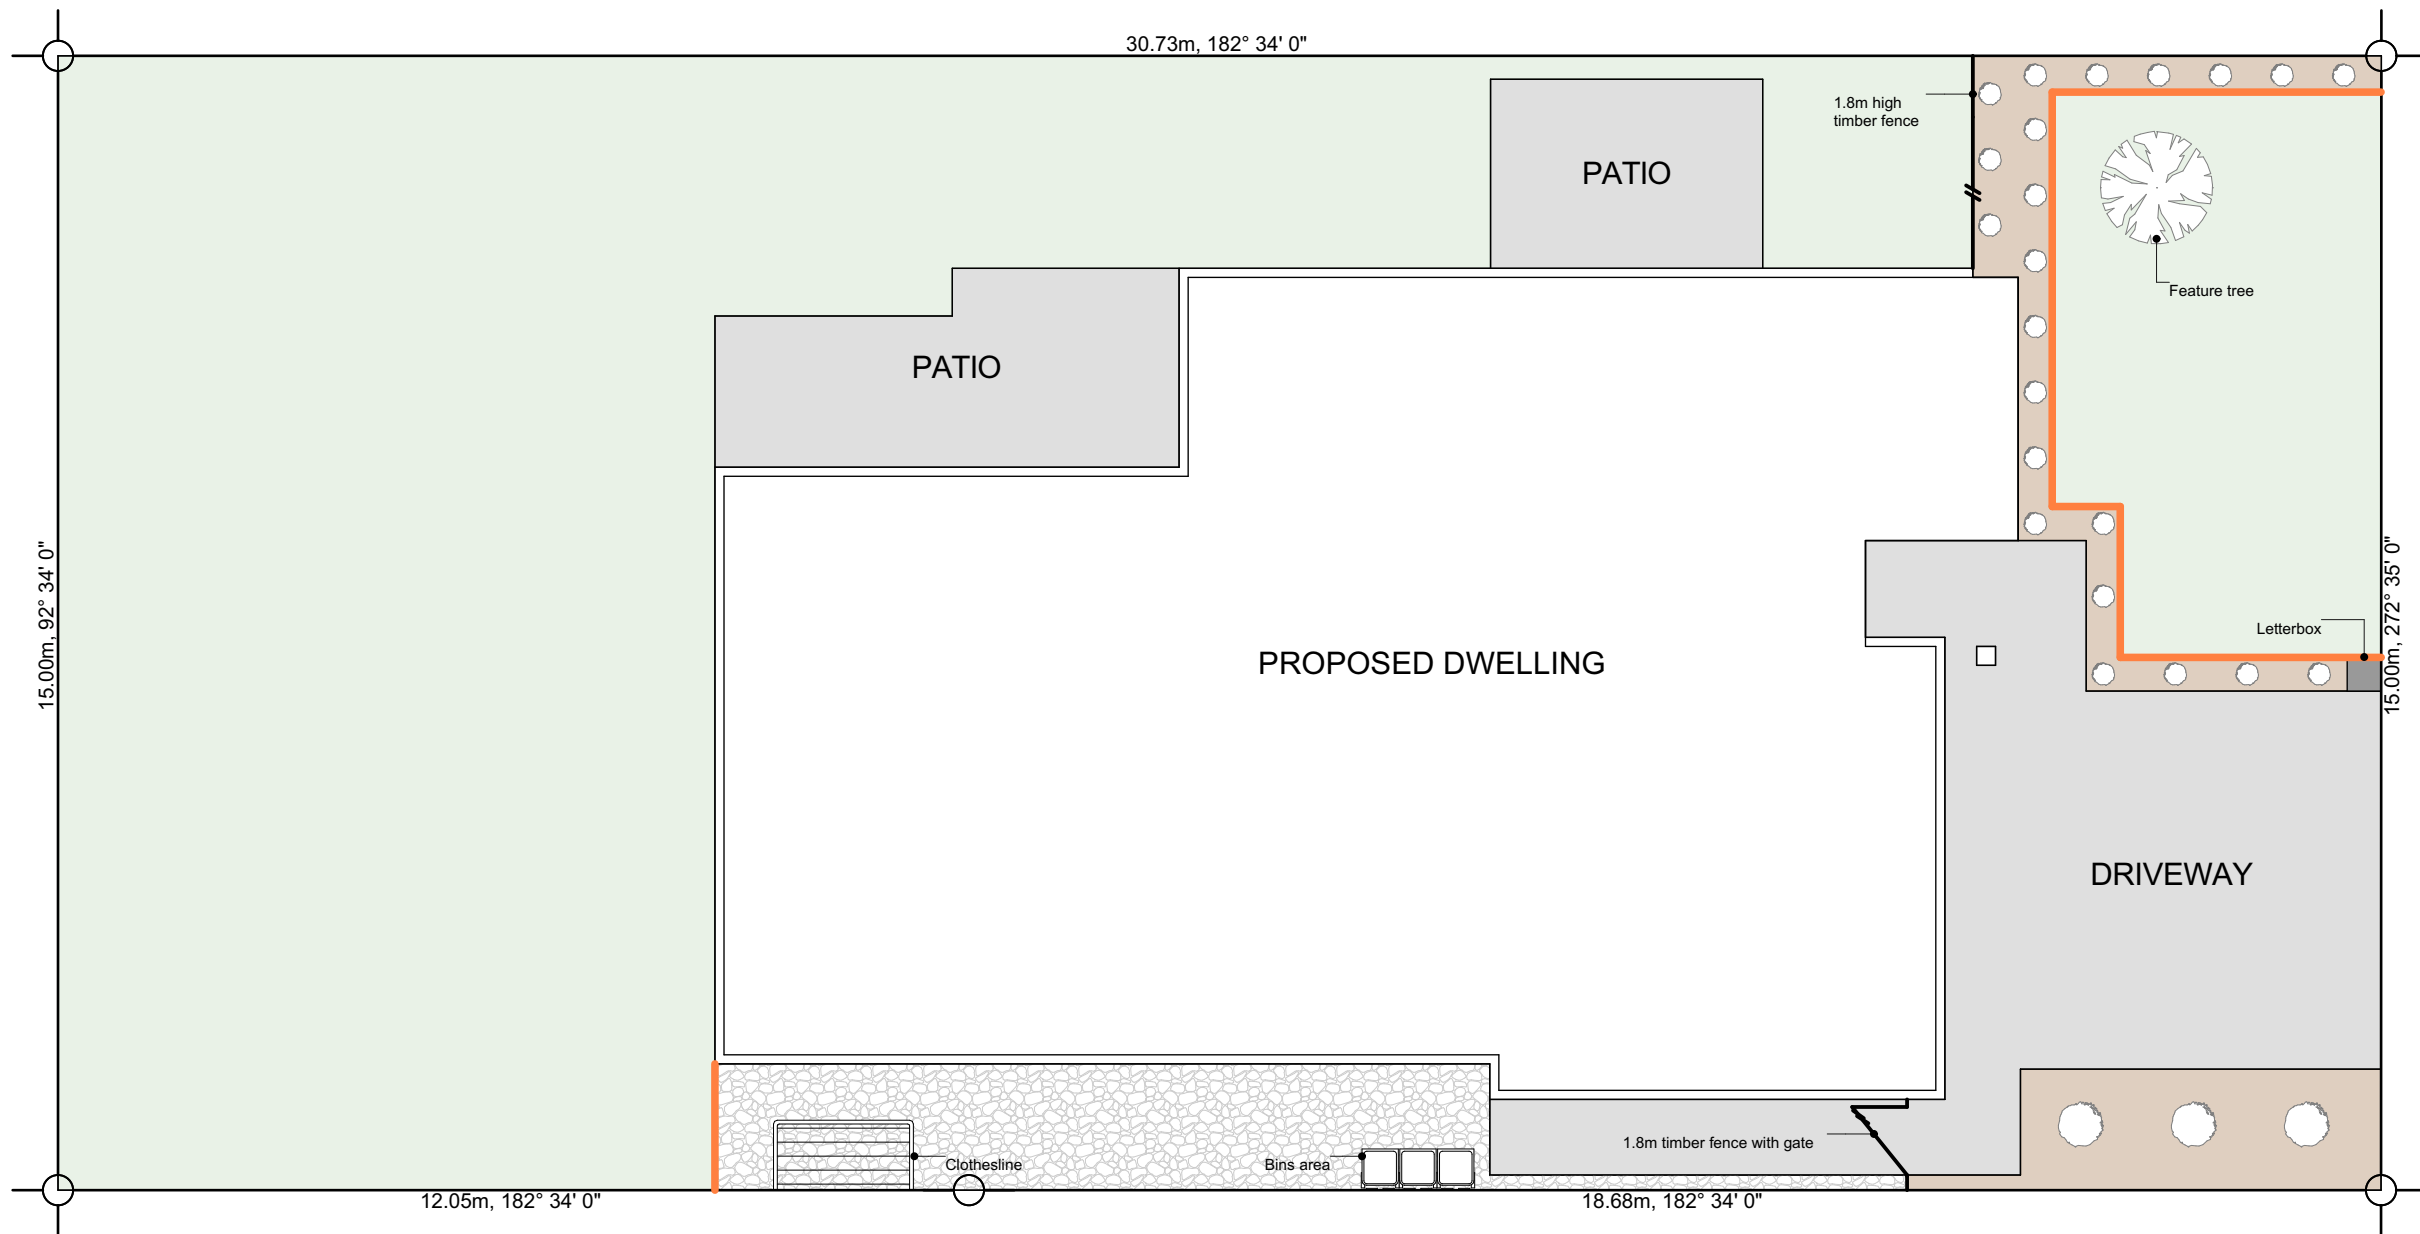 30.73m, 182° 34' 0"
1.8m high
timber fence
PATIO
Feature tree
PATIO
15.00m, 92° 34' 0"
15.00m, 272° 35' 0"
Letterbox
PROPOSED DWELLING
DRIVEWAY
1.8m timber fence with gate
Clothesline
Bins area
12.05m, 182° 34' 0"
18.68m, 182° 34' 0"